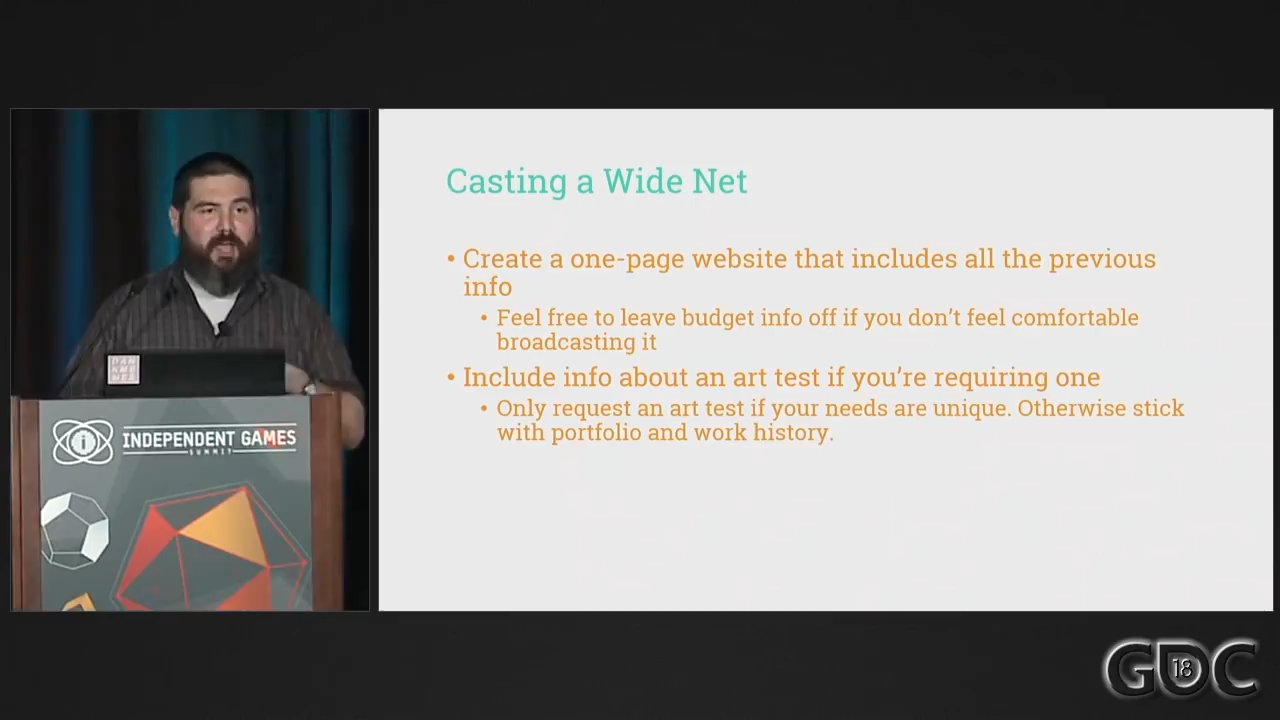 Casting a Wide Net
• Create a one-page website that includes all the previous
info
• Feel free to leave budget info off if you don’t feel comfortable
broadcasting it
• Include info about an art test if you’re requiring one
• Only request an art test if your needs are unique. Otherwise stick
with portfolio and work history.
INDEPENDENT GAMES
SUMMIT
GDC
18